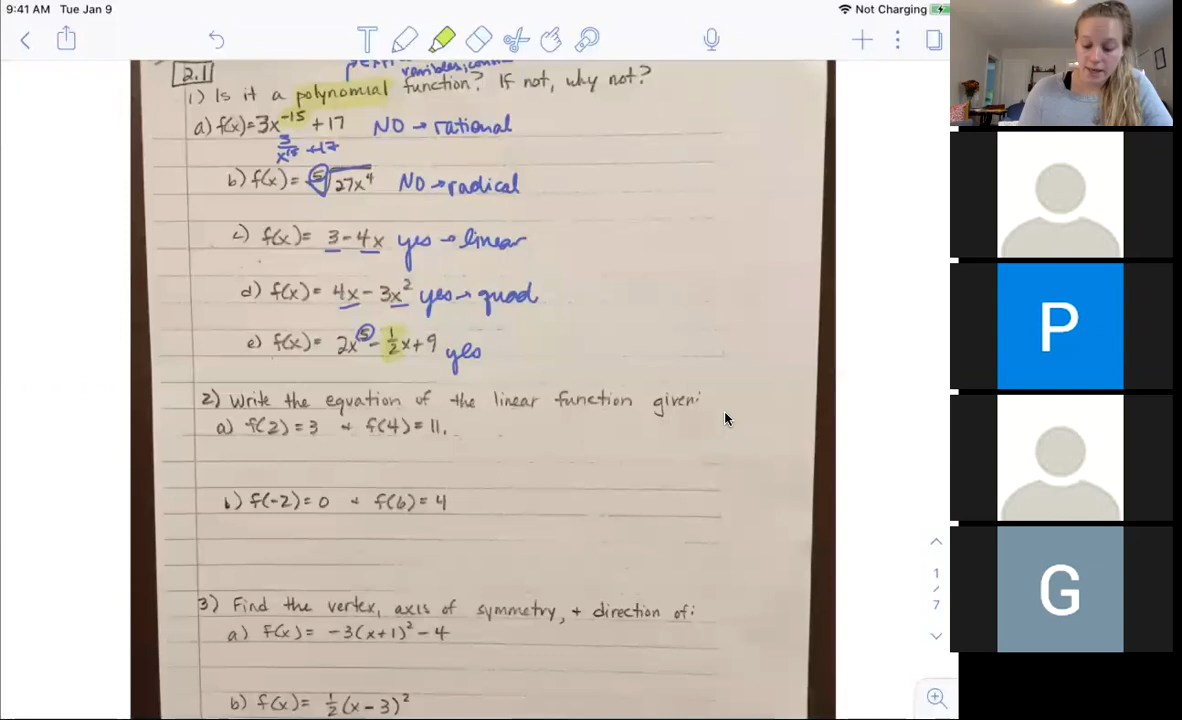 9:41 AM Tue Jan 9
Not Charging
T
2.1
variables,
1) Is it a polynomial function? If not, why not?
a) f(x)=3x^-15 + 17 NO → rational
3/x^15 + 17
b) f(x) = ⁵√27x⁴ NO → radical
c) f(x) = 3 - 4x yes → linear
d) f(x) = 4x - 3x² yes → quad
e) f(x) = 2x⁵ - 1/2x + 9 yes
2) Write the equation of the linear function given:
a) f(2) = 3 + f(4) = 11.
b) f(-2) = 0 + f(6) = 4
3) Find the vertex, axis of symmetry, + direction of:
a) f(x) = -3(x+1)² - 4
b) f(x) = 1/2(x-3)²
1
/
7
P
G